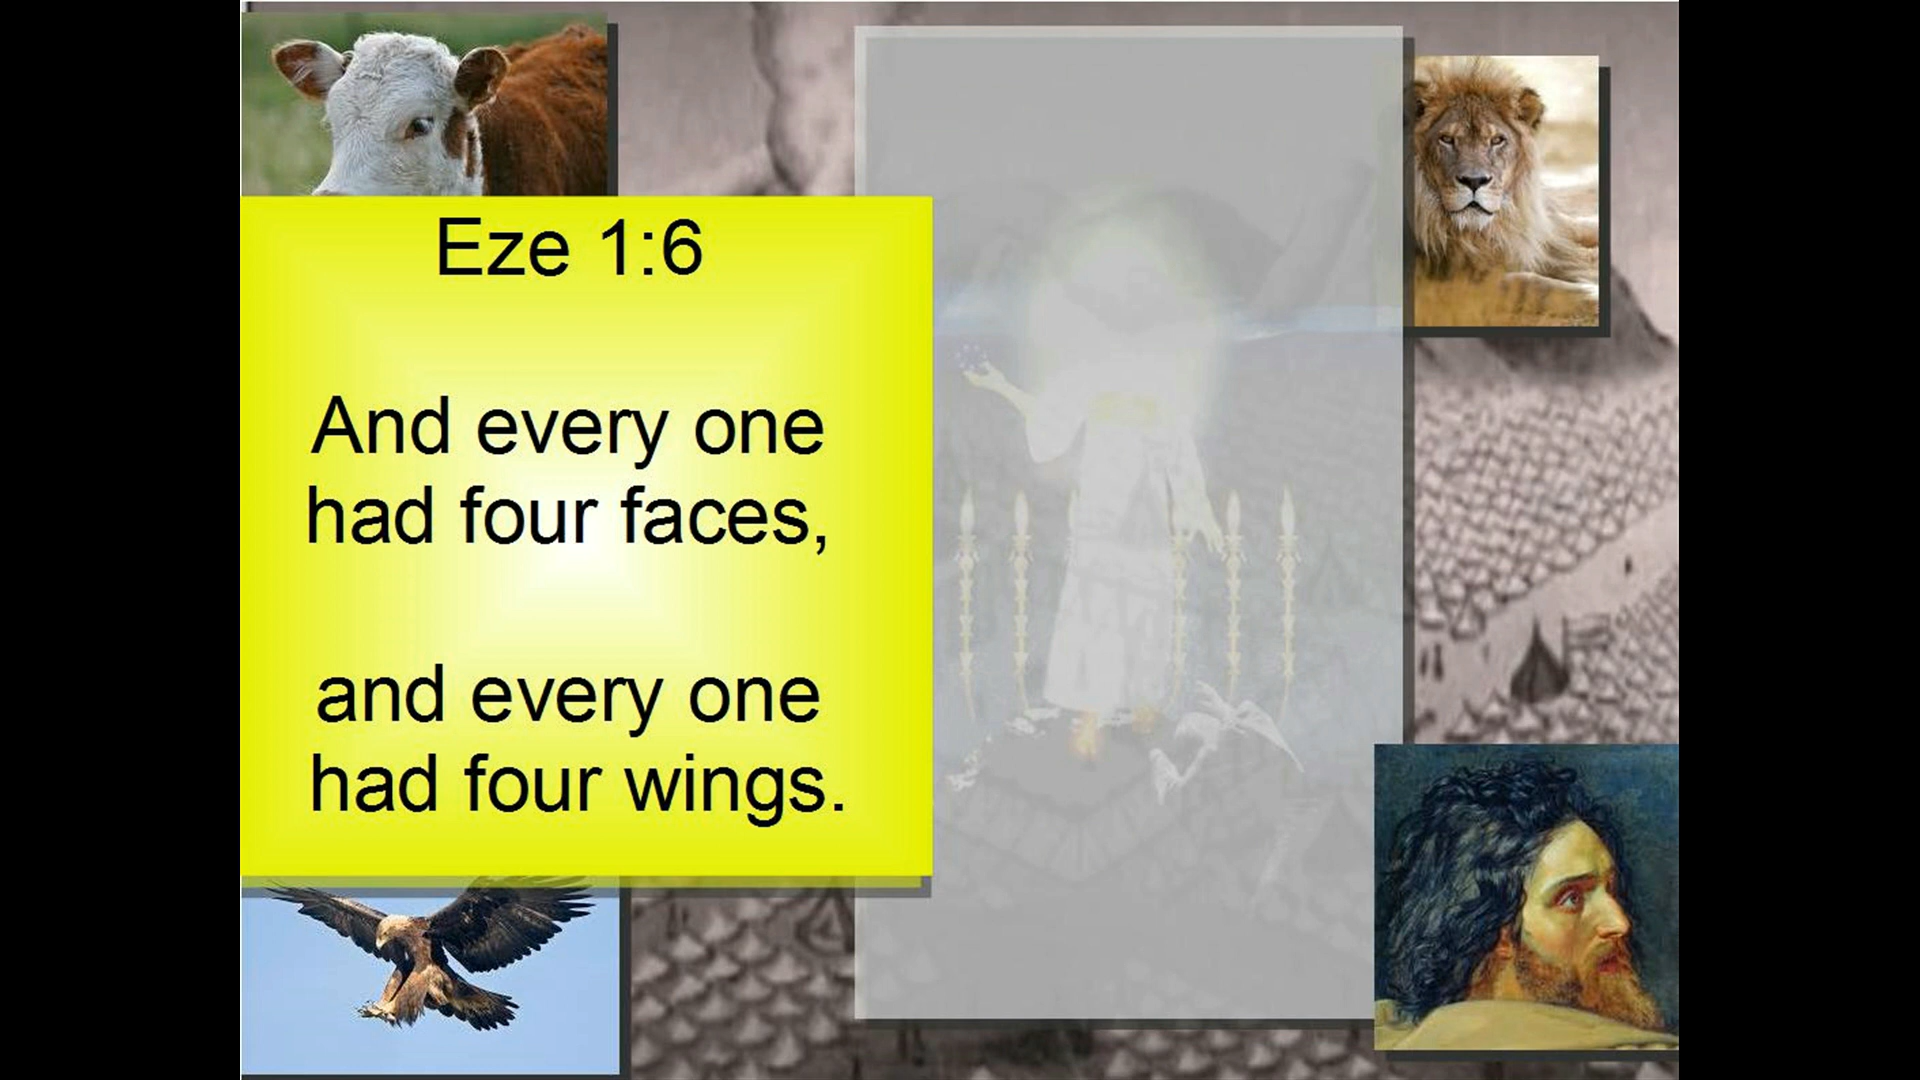 Eze 1:6
And every one
had four faces,
and every one
had four wings.